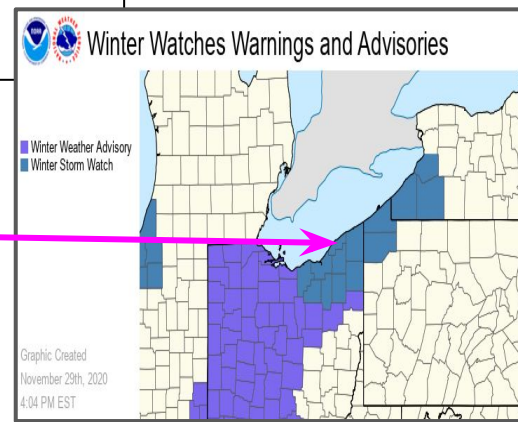 Winter Watches Warnings and Advisories
Winter Weather Advisory
Winter Storm Watch
Graphic Created
November 29th, 2020
4:04 PM EST